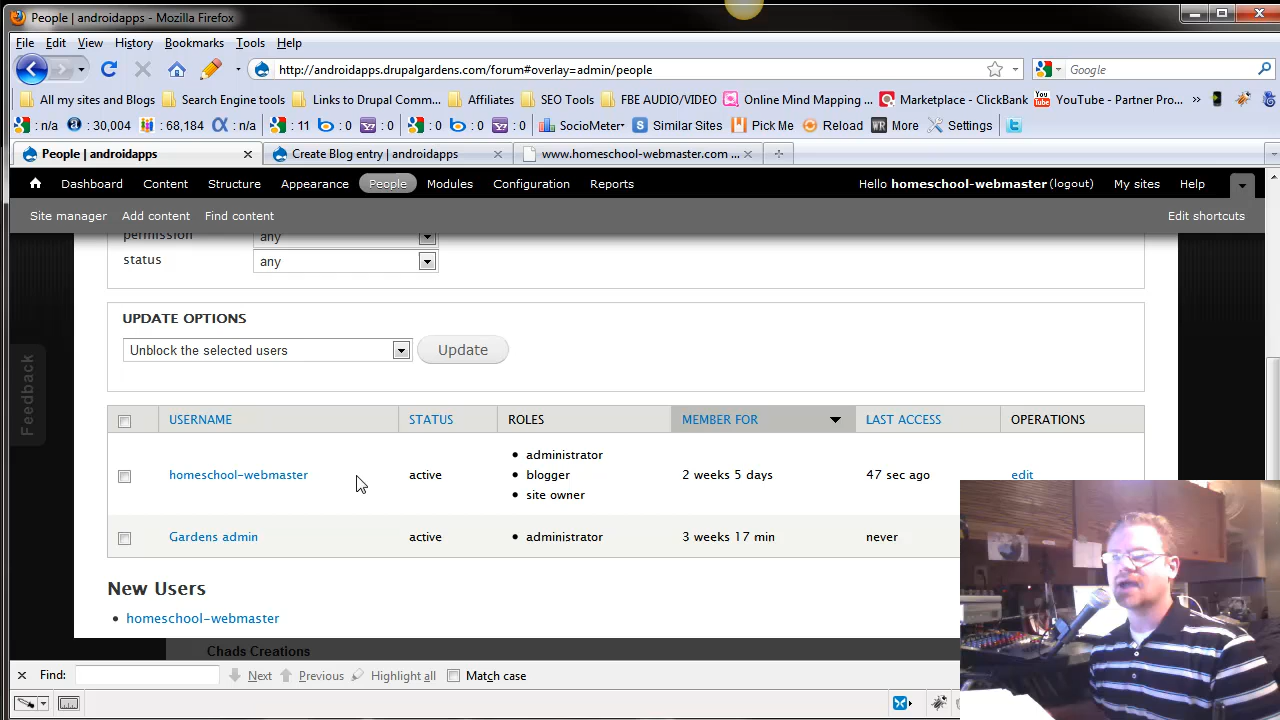 People | androidapps - Mozilla Firefox
File Edit View History Bookmarks Tools Help
http://androidapps.drupalgardens.com/forum#overlay=admin/people
Google
All my sites and Blogs Search Engine tools Links to Drupal Comm... Affiliates SEO Tools FBE AUDIO/VIDEO Online Mind Mapping ... Marketplace - ClickBank YouTube - Partner Pro... »
: n/a : 30,004 : 68,184 : n/a : 11 : 0 : 0 : 0 : 0 : 0 SocioMeter Similar Sites Pick Me Reload WR More Settings
People | androidapps Create Blog entry | androidapps www.homeschool-webmaster.com ...
Dashboard Content Structure Appearance People Modules Configuration Reports Hello homeschool-webmaster (logout) My sites Help
Site manager Add content Find content Edit shortcuts
permission any
status any
UPDATE OPTIONS
Unblock the selected users Update
Feedback
USERNAME STATUS ROLES MEMBER FOR LAST ACCESS OPERATIONS
homeschool-webmaster active • administrator • blogger • site owner 2 weeks 5 days 47 sec ago edit
Gardens admin active • administrator 3 weeks 17 min never
New Users
• homeschool-webmaster
Chads Creations
Find: Next Previous Highlight all Match case